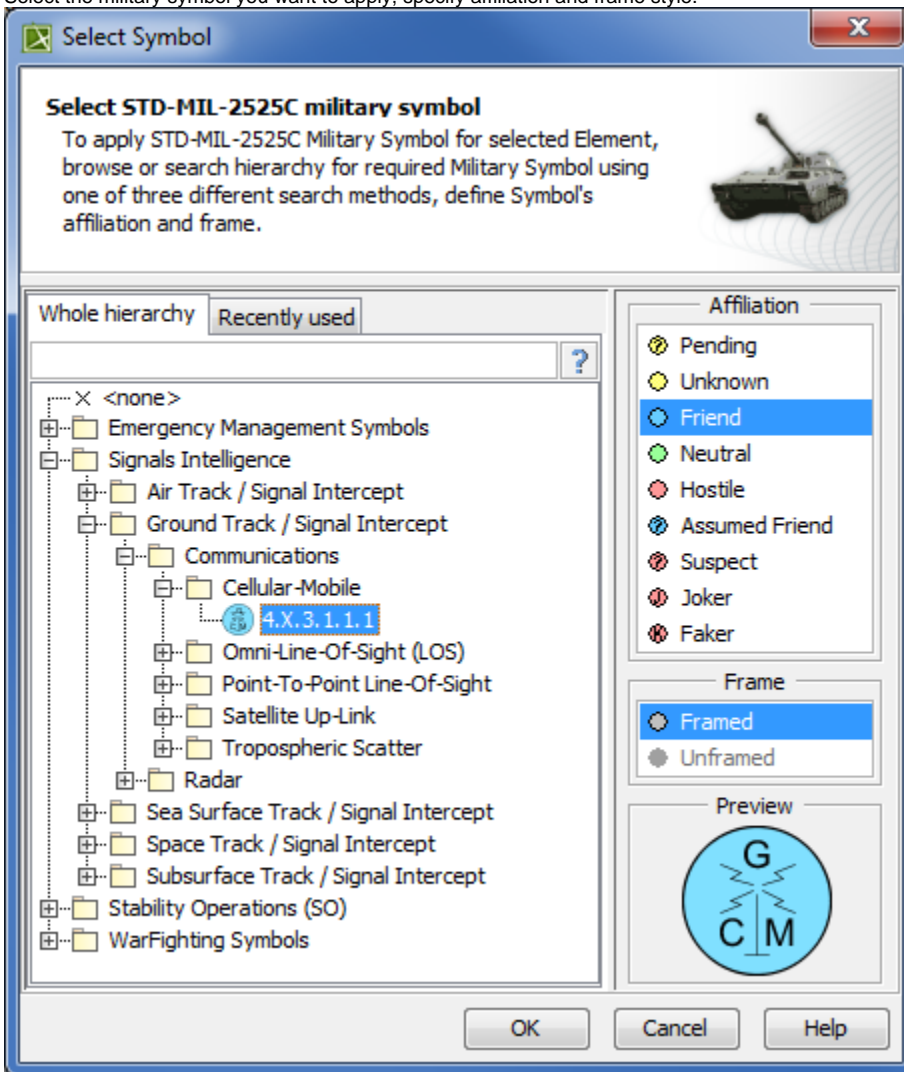 Select the military symbol you want to apply, specify affiliation and frame style.
Select Symbol
Select STD-MIL-2525C military symbol
To apply STD-MIL-2525C Military Symbol for selected Element,
browse or search hierarchy for required Military Symbol using
one of three different search methods, define Symbol's
affiliation and frame.
Whole hierarchy
Recently used
?
<none>
Emergency Management Symbols
Signals Intelligence
Air Track / Signal Intercept
Ground Track / Signal Intercept
Communications
Cellular-Mobile
4.X.3.1.1.1
Omni-Line-Of-Sight (LOS)
Point-To-Point Line-Of-Sight
Satellite Up-Link
Tropospheric Scatter
Radar
Sea Surface Track / Signal Intercept
Space Track / Signal Intercept
Subsurface Track / Signal Intercept
Stability Operations (SO)
WarFighting Symbols
Affiliation
Pending
Unknown
Friend
Neutral
Hostile
Assumed Friend
Suspect
Joker
Faker
Frame
Framed
Unframed
Preview
G
C M
OK
Cancel
Help